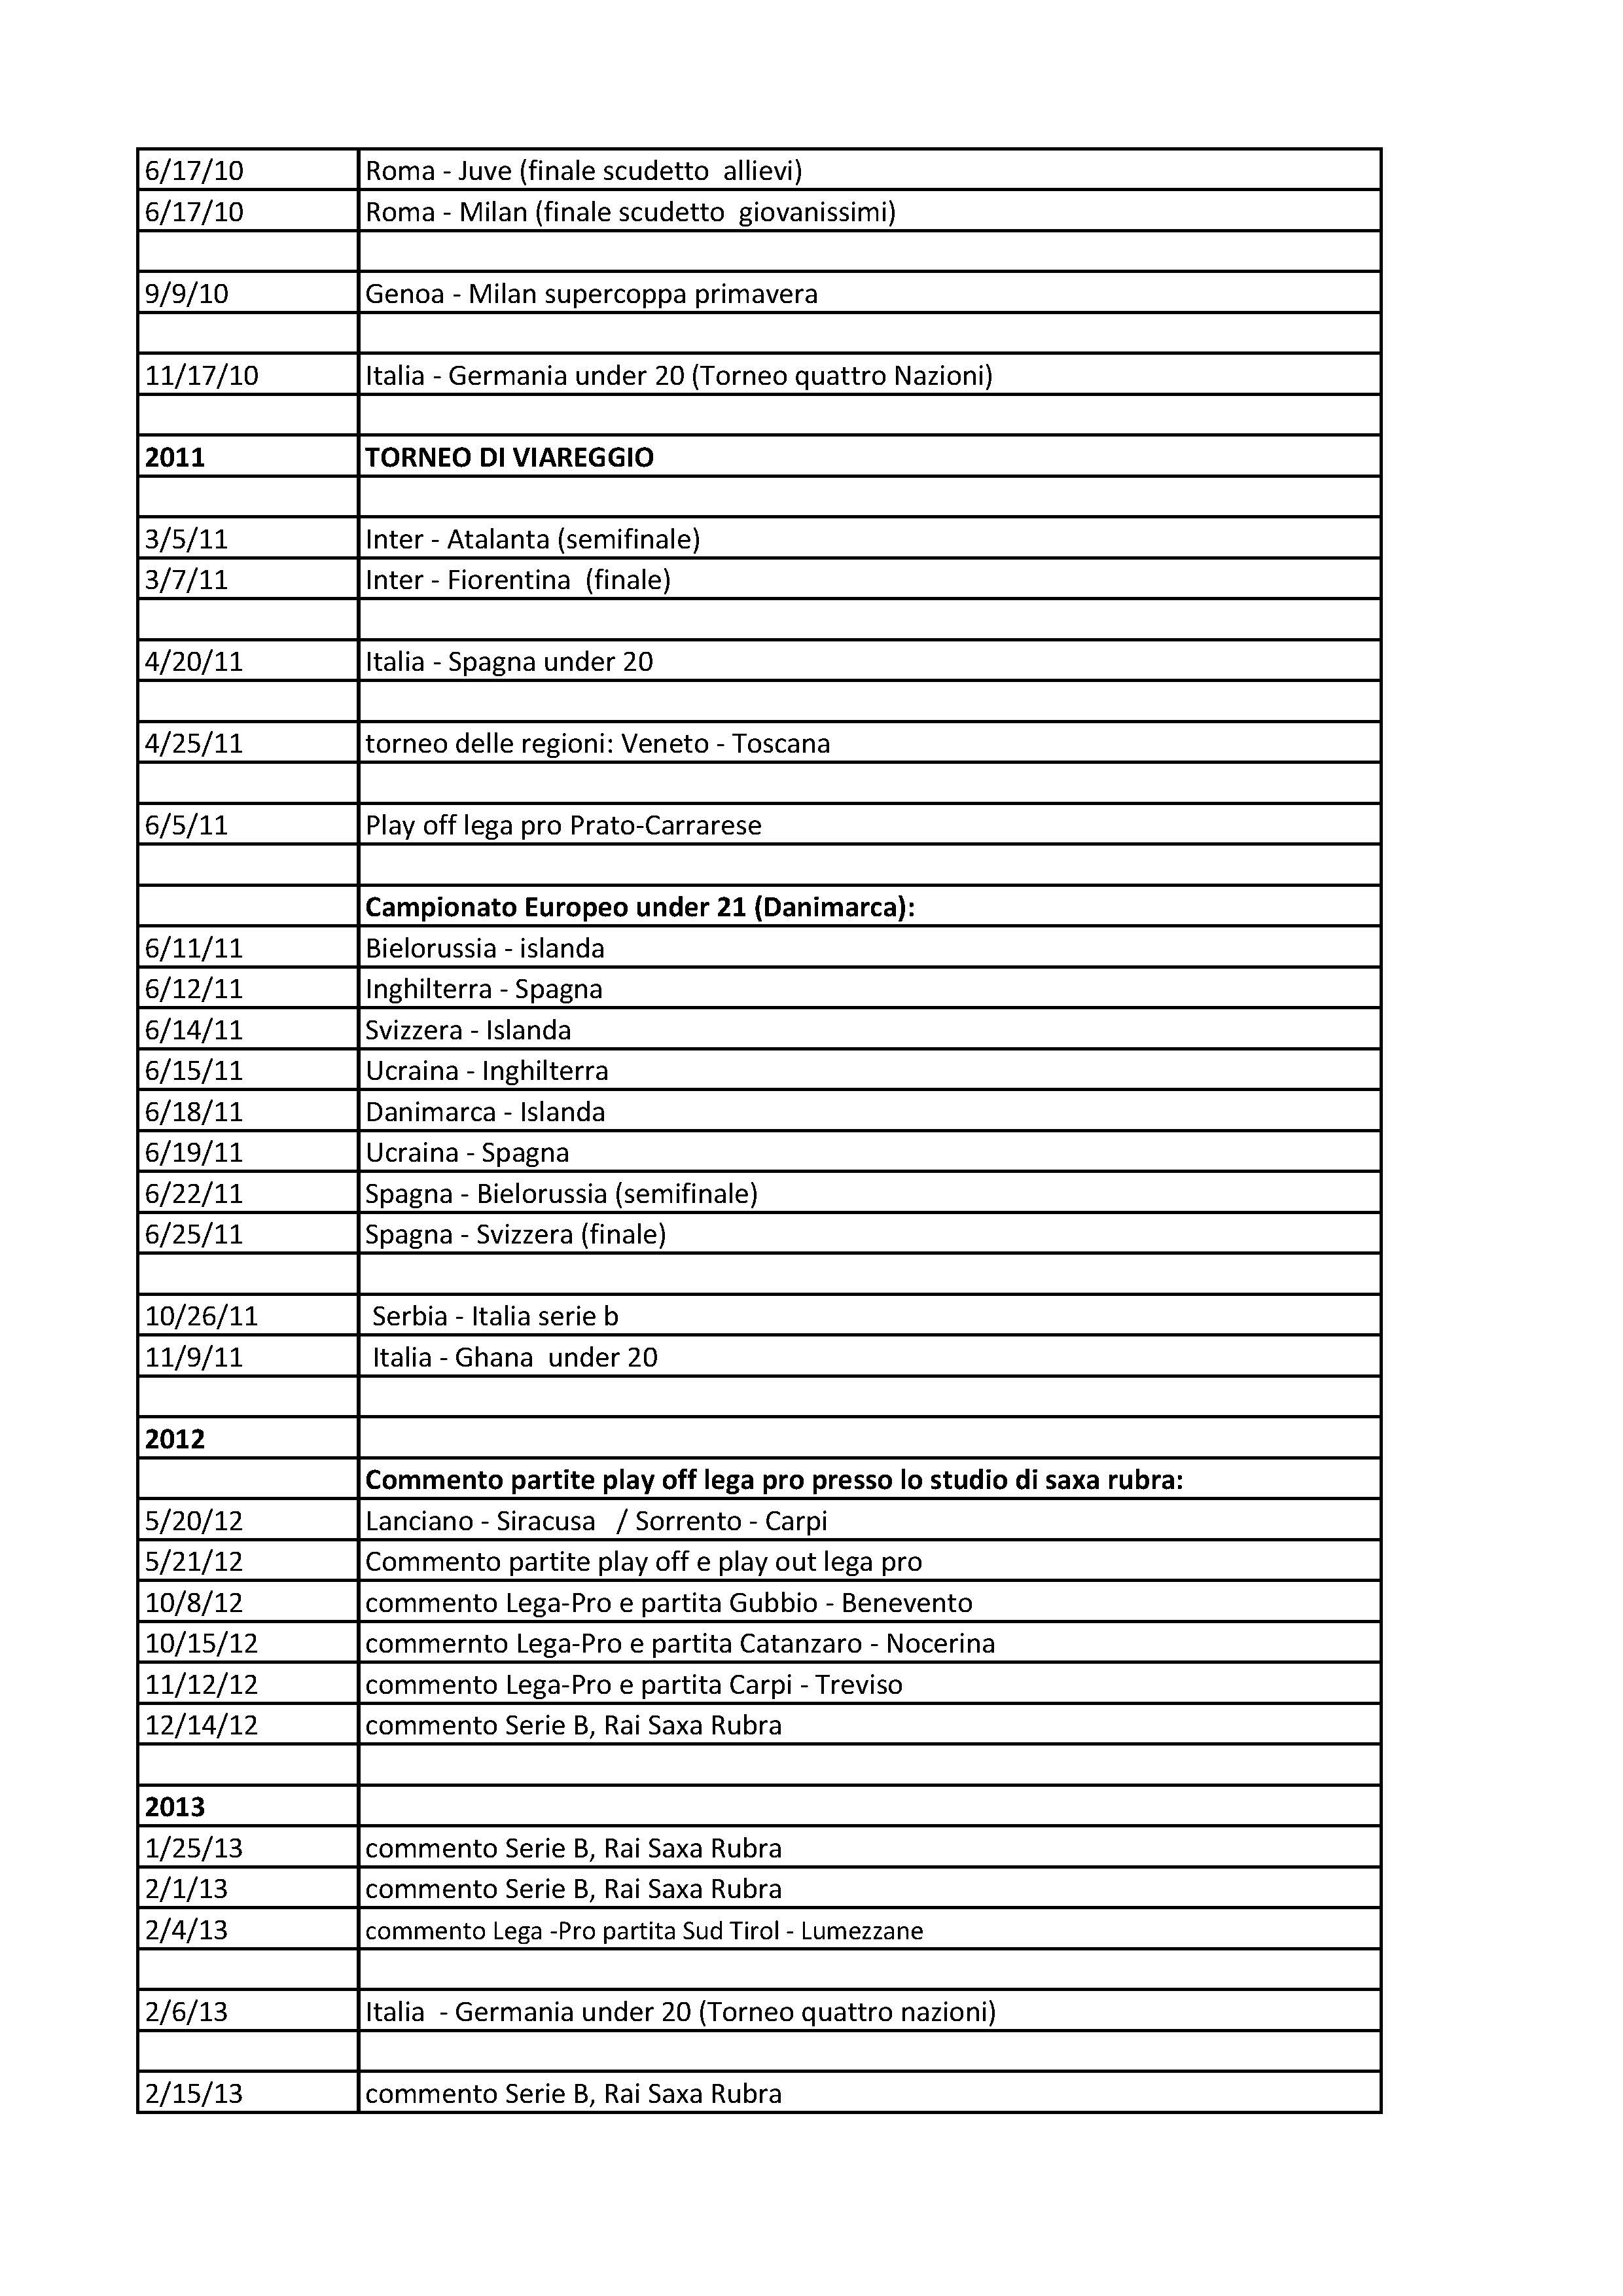 6/17/10 Roma - Juve (finale scudetto  allievi)
6/17/10 Roma - Milan (finale scudetto  giovanissimi)
9/9/10 Genoa - Milan supercoppa primavera
11/17/10 Italia - Germania under 20 (Torneo quattro Nazioni)
2011 TORNEO DI VIAREGGIO
3/5/11 Inter - Atalanta (semifinale)
3/7/11 Inter - Fiorentina  (finale)
4/20/11 Italia - Spagna under 20
4/25/11 torneo delle regioni: Veneto - Toscana
6/5/11 Play off lega pro Prato-Carrarese
Campionato Europeo under 21 (Danimarca):
6/11/11 Bielorussia - islanda
6/12/11 Inghilterra - Spagna
6/14/11 Svizzera - Islanda
6/15/11 Ucraina - Inghilterra
6/18/11 Danimarca - Islanda
6/19/11 Ucraina - Spagna
6/22/11 Spagna - Bielorussia (semifinale)
6/25/11 Spagna - Svizzera (finale)
10/26/11 Serbia - Italia serie b
11/9/11 Italia - Ghana  under 20
2012
Commento partite play off lega pro presso lo studio di saxa rubra:
5/20/12 Lanciano - Siracusa   / Sorrento - Carpi
5/21/12 Commento partite play off e play out lega pro
10/8/12 commento Lega-Pro e partita Gubbio - Benevento
10/15/12 commernto Lega-Pro e partita Catanzaro - Nocerina
11/12/12 commento Lega-Pro e partita Carpi - Treviso
12/14/12 commento Serie B, Rai Saxa Rubra
2013
1/25/13 commento Serie B, Rai Saxa Rubra
2/1/13 commento Serie B, Rai Saxa Rubra
2/4/13 commento Lega -Pro partita Sud Tirol - Lumezzane
2/6/13 Italia  - Germania under 20 (Torneo quattro nazioni)
2/15/13 commento Serie B, Rai Saxa Rubra